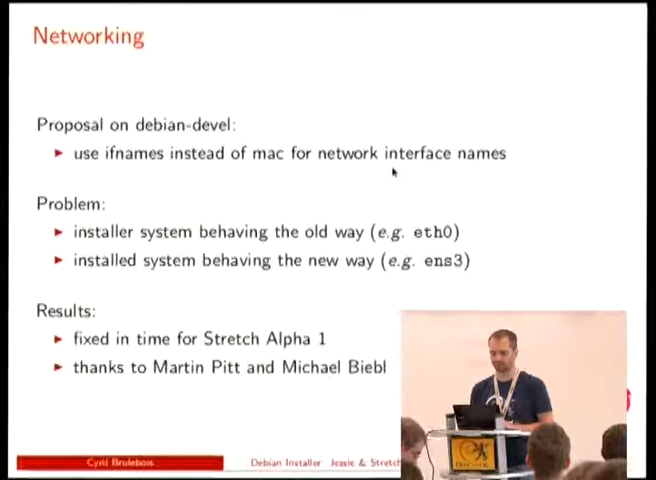 Networking
Proposal on debian-devel:
► use ifnames instead of mac for network interface names
Problem:
► installer system behaving the old way (e.g. eth0)
► installed system behaving the new way (e.g. ens3)
Results:
► fixed in time for Stretch Alpha 1
► thanks to Martin Pitt and Michael Biebl
Cyril Brulebois
Debian Installer Jessie & Stretc